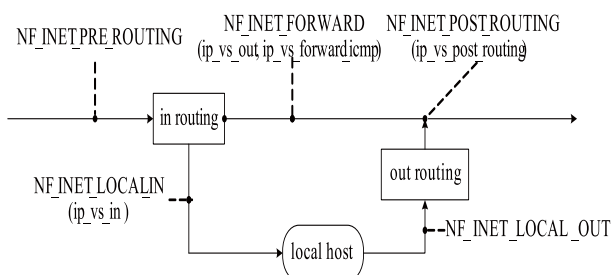 NF_INET_PRE_ROUTING
NF_INET_FORWARD
(ip_vs_out, ip_vs_forward_icmp)
NF_INET_POST_ROUTING
(ip_vs_post_routing)
in routing
out routing
NF_INET_LOCAL_IN
(ip_vs_in )
local host
NF_INET_LOCAL_OUT